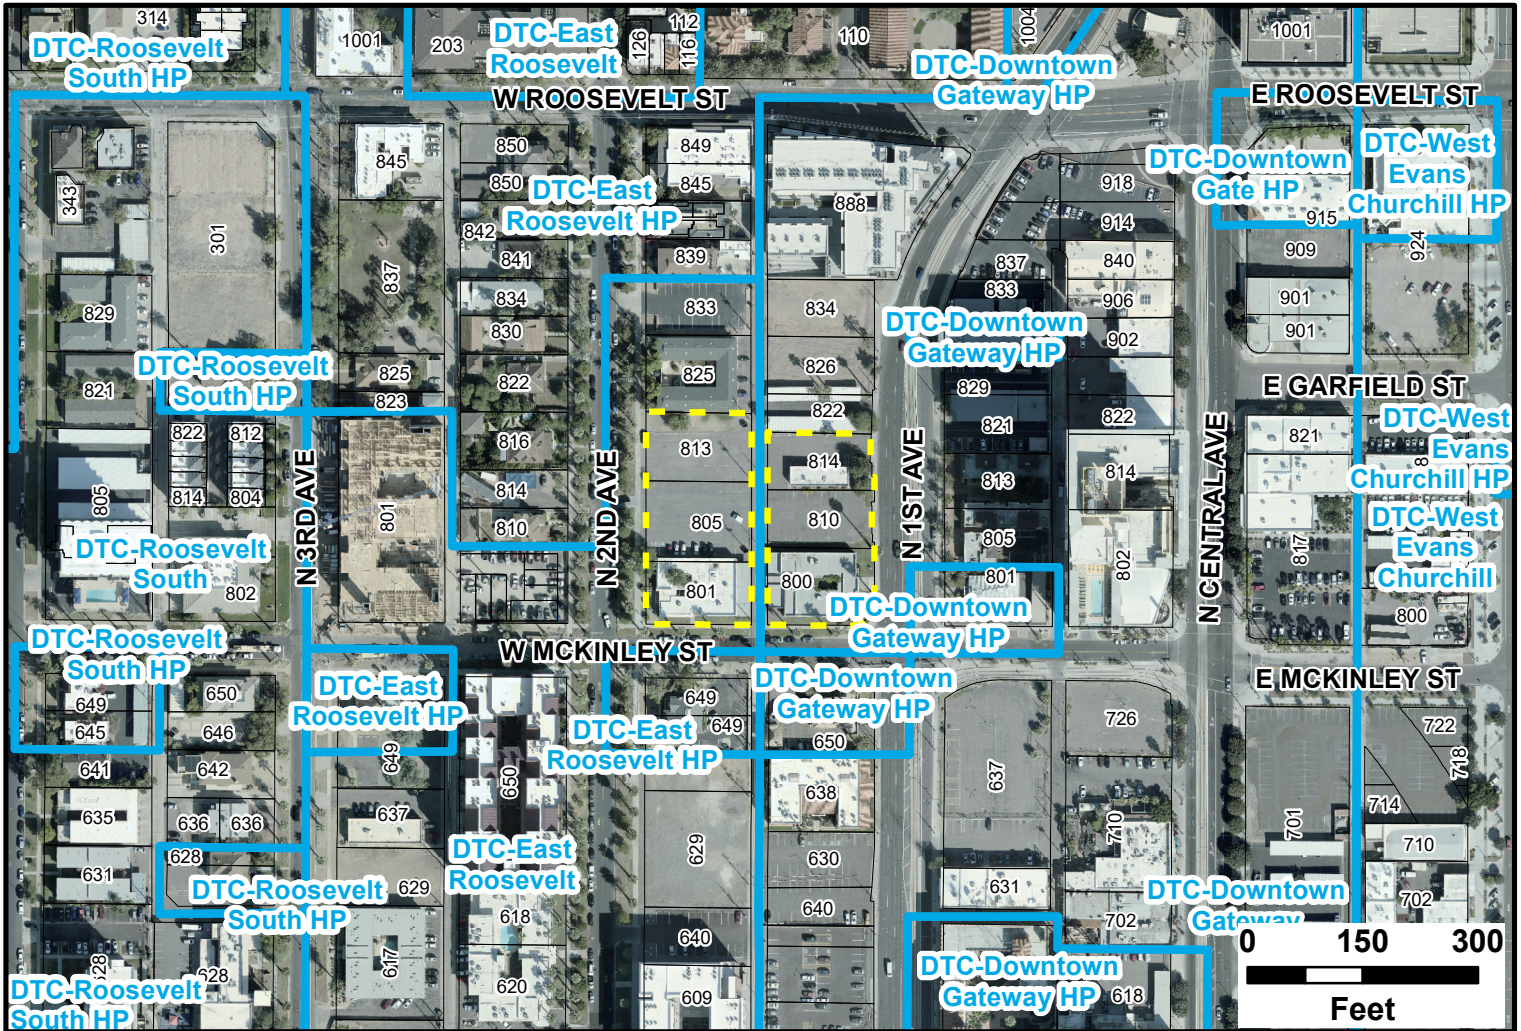 314
1001
203
126
112
116
110
1004
1001
DTC-Roosevelt
South HP
DTC-East
Roosevelt
DTC-Downtown
Gateway HP
W ROOSEVELT ST
E ROOSEVELT ST
343
301
845
837
850
850
842
841
834
830
822
816
814
810
DTC-East
Roosevelt HP
849
845
839
833
825
813
805
801
888
834
826
822
814
810
800
918
914
837
833
840
906
902
822
829
821
813
805
801
814
802
DTC-Downtown
Gateway HP
DTC-Downtown
Gate HP
915
909
901
901
DTC-West
Evans
Churchill HP
924
829
821
DTC-Roosevelt
South HP
825
823
822
812
814
804
805
801
802
DTC-Roosevelt
South
N 3RD AVE
N 2ND AVE
N 1ST AVE
N CENTRAL AVE
E GARFIELD ST
821
817
DTC-West
Evans
Churchill HP
8
DTC-West
Evans
Churchill
800
DTC-Downtown
Gateway HP
W MCKINLEY ST
E MCKINLEY ST
DTC-Roosevelt
South HP
649
645
641
635
631
650
646
642
636
636
628
DTC-Roosevelt
South HP
DTC-East
Roosevelt HP
649
637
629
617
650
DTC-East
Roosevelt
618
620
649
649
DTC-East
Roosevelt HP
629
640
609
DTC-Downtown
Gateway HP
650
638
630
640
637
631
726
710
702
618
DTC-Downtown
Gateway HP
701
722
718
714
710
702
DTC-Downtown
Gateway
628
628
DTC-Roosevelt
South HP
0 150 300
Feet